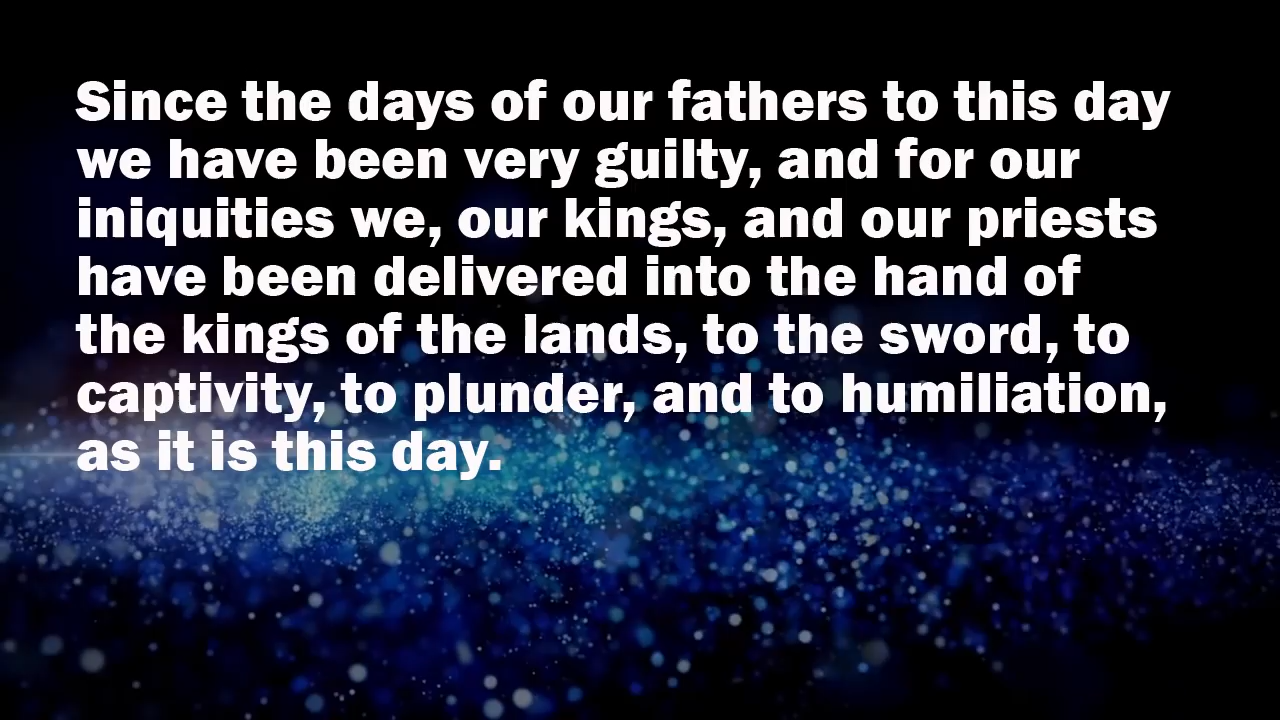 Since the days of our fathers to this day
we have been very guilty, and for our
iniquities we, our kings, and our priests
have been delivered into the hand of
the kings of the lands, to the sword, to
captivity, to plunder, and to humiliation,
as it is this day.